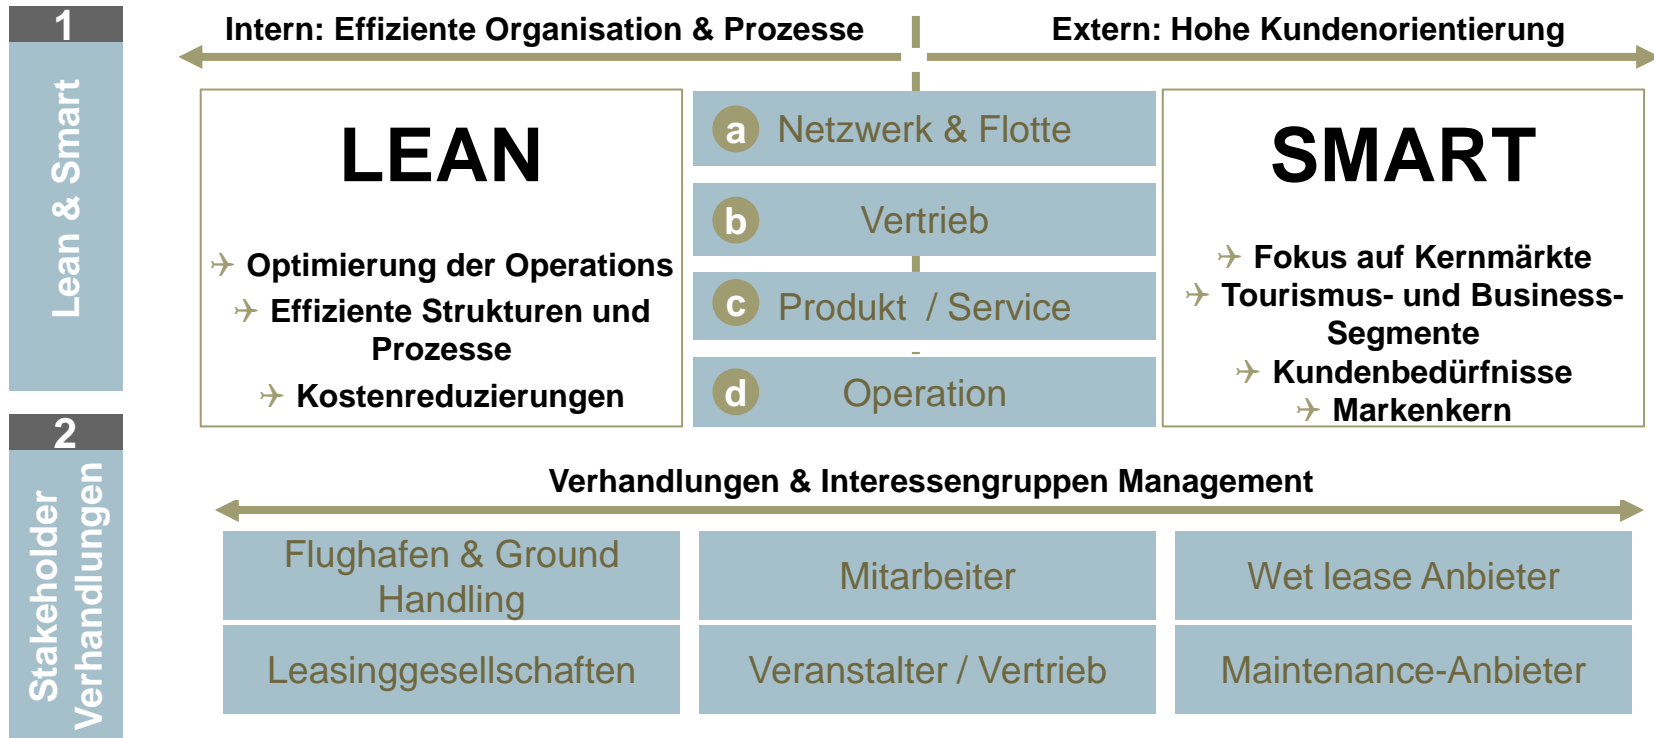 1
Lean & Smart
Intern: Effiziente Organisation & Prozesse
Extern: Hohe Kundenorientierung
LEAN
✈ Optimierung der Operations
✈ Effiziente Strukturen und
Prozesse
✈ Kostenreduzierungen
a Netzwerk & Flotte
b Vertrieb
c Produkt / Service
d Operation
SMART
✈ Fokus auf Kernmärkte
✈ Tourismus- und Business-
Segmente
✈ Kundenbedürfnisse
✈ Markenkern
2
Stakeholder
Verhandlungen
Verhandlungen & Interessengruppen Management
Flughafen & Ground
Handling
Mitarbeiter
Wet lease Anbieter
Leasinggesellschaften
Veranstalter / Vertrieb
Maintenance-Anbieter